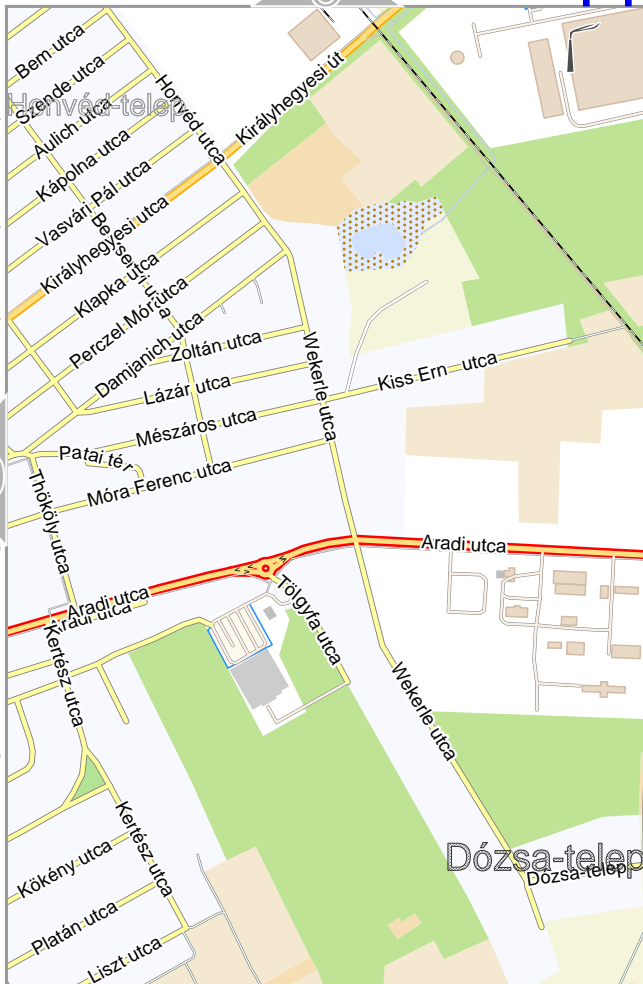 Bem utca
Szende utca
Honvéd-telep
Aulich utca
Honvéd utca
Királyhegyesi út
Kápolna utca
Vasvári Pál utca
Királyhegyesi utca
Klapka utca
Perczel Mór utca
Damjanich utca
Zoltán utca
Wekerle utca
Lázár utca
Kiss Ern utca
Mészáros utca
Patai tér
Móra Ferenc utca
Thököly utca
Aradi utca
Aradi utca
Aradi utca
Tölgyfa utca
Kertész utca
Wekerle utca
Kertész utca
Kökény utca
Dózsa-telep
Dózsa-telep
Platán utca
Liszt utca